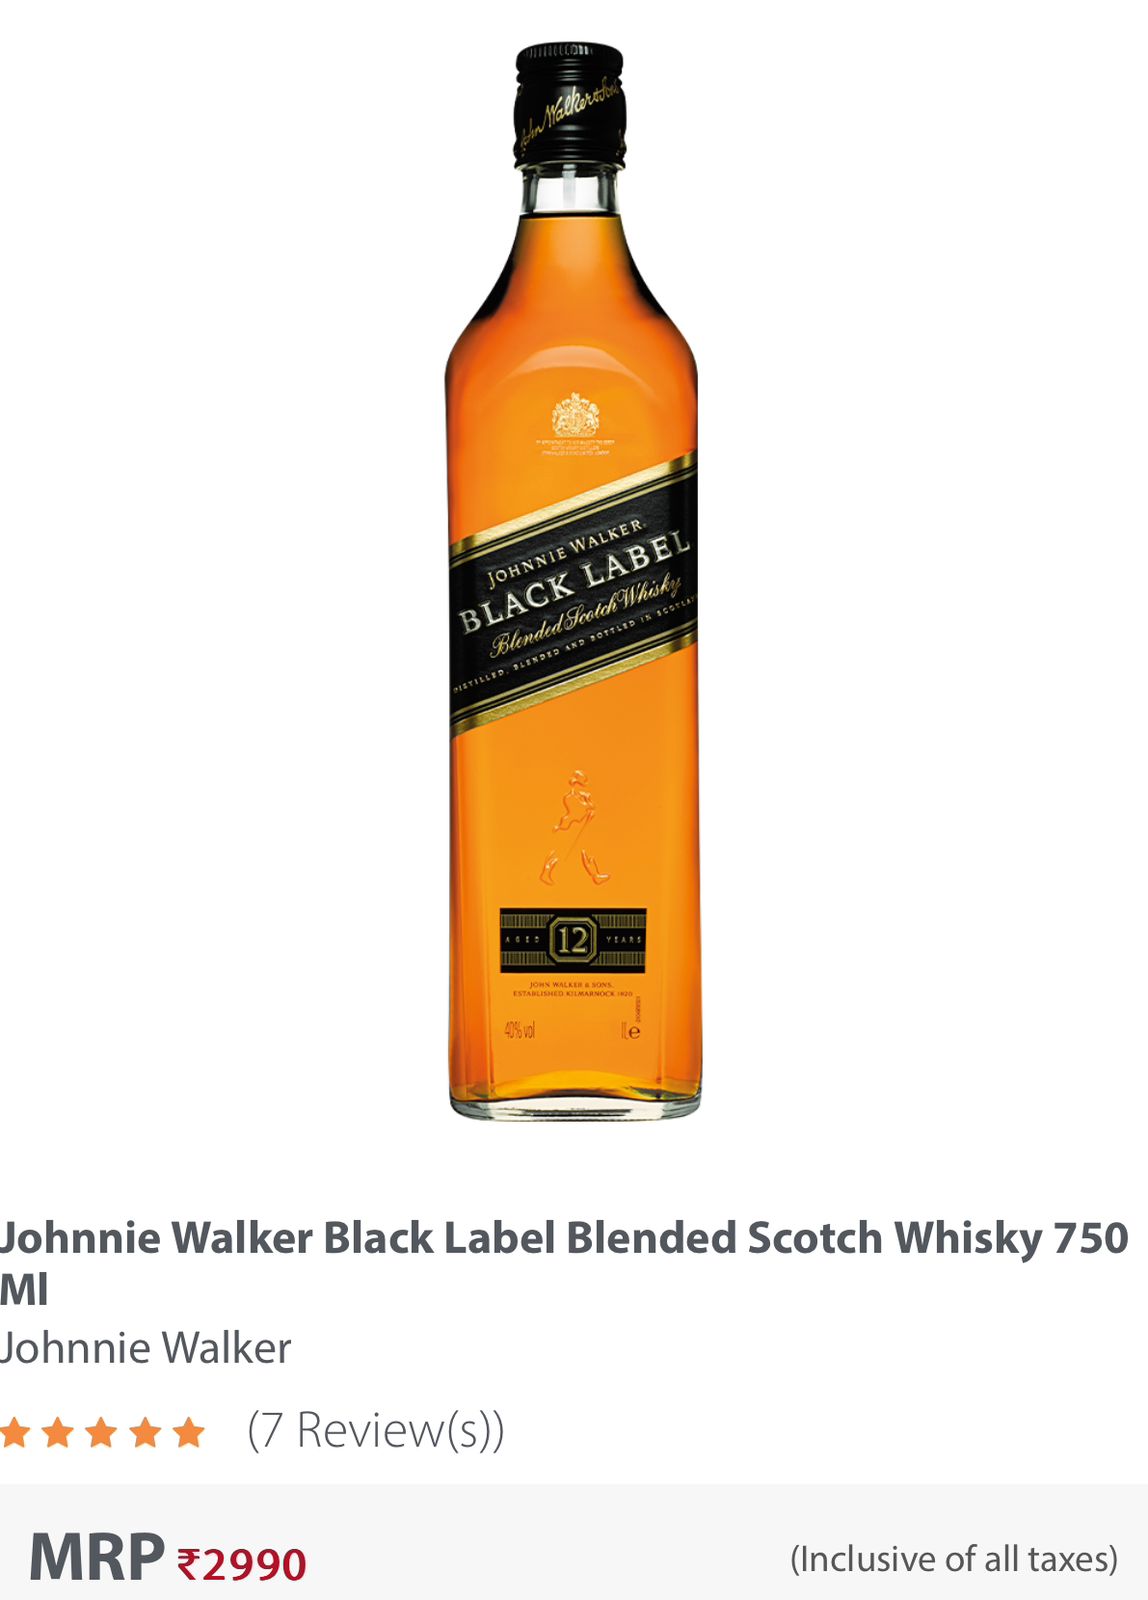 John Walker & Sons
JOHNNIE WALKER
BLACK LABEL
Blended Scotch Whisky
DISTILLED, BLENDED AND BOTTLED IN SCOTLAND
AGED 12 YEARS
JOHN WALKER & SONS.
ESTABLISHED KILMARNOCK 1820
40% vol 1L e
Johnnie Walker Black Label Blended Scotch Whisky 750
Ml
Johnnie Walker
(7 Review(s))
MRP ₹2990 (Inclusive of all taxes)